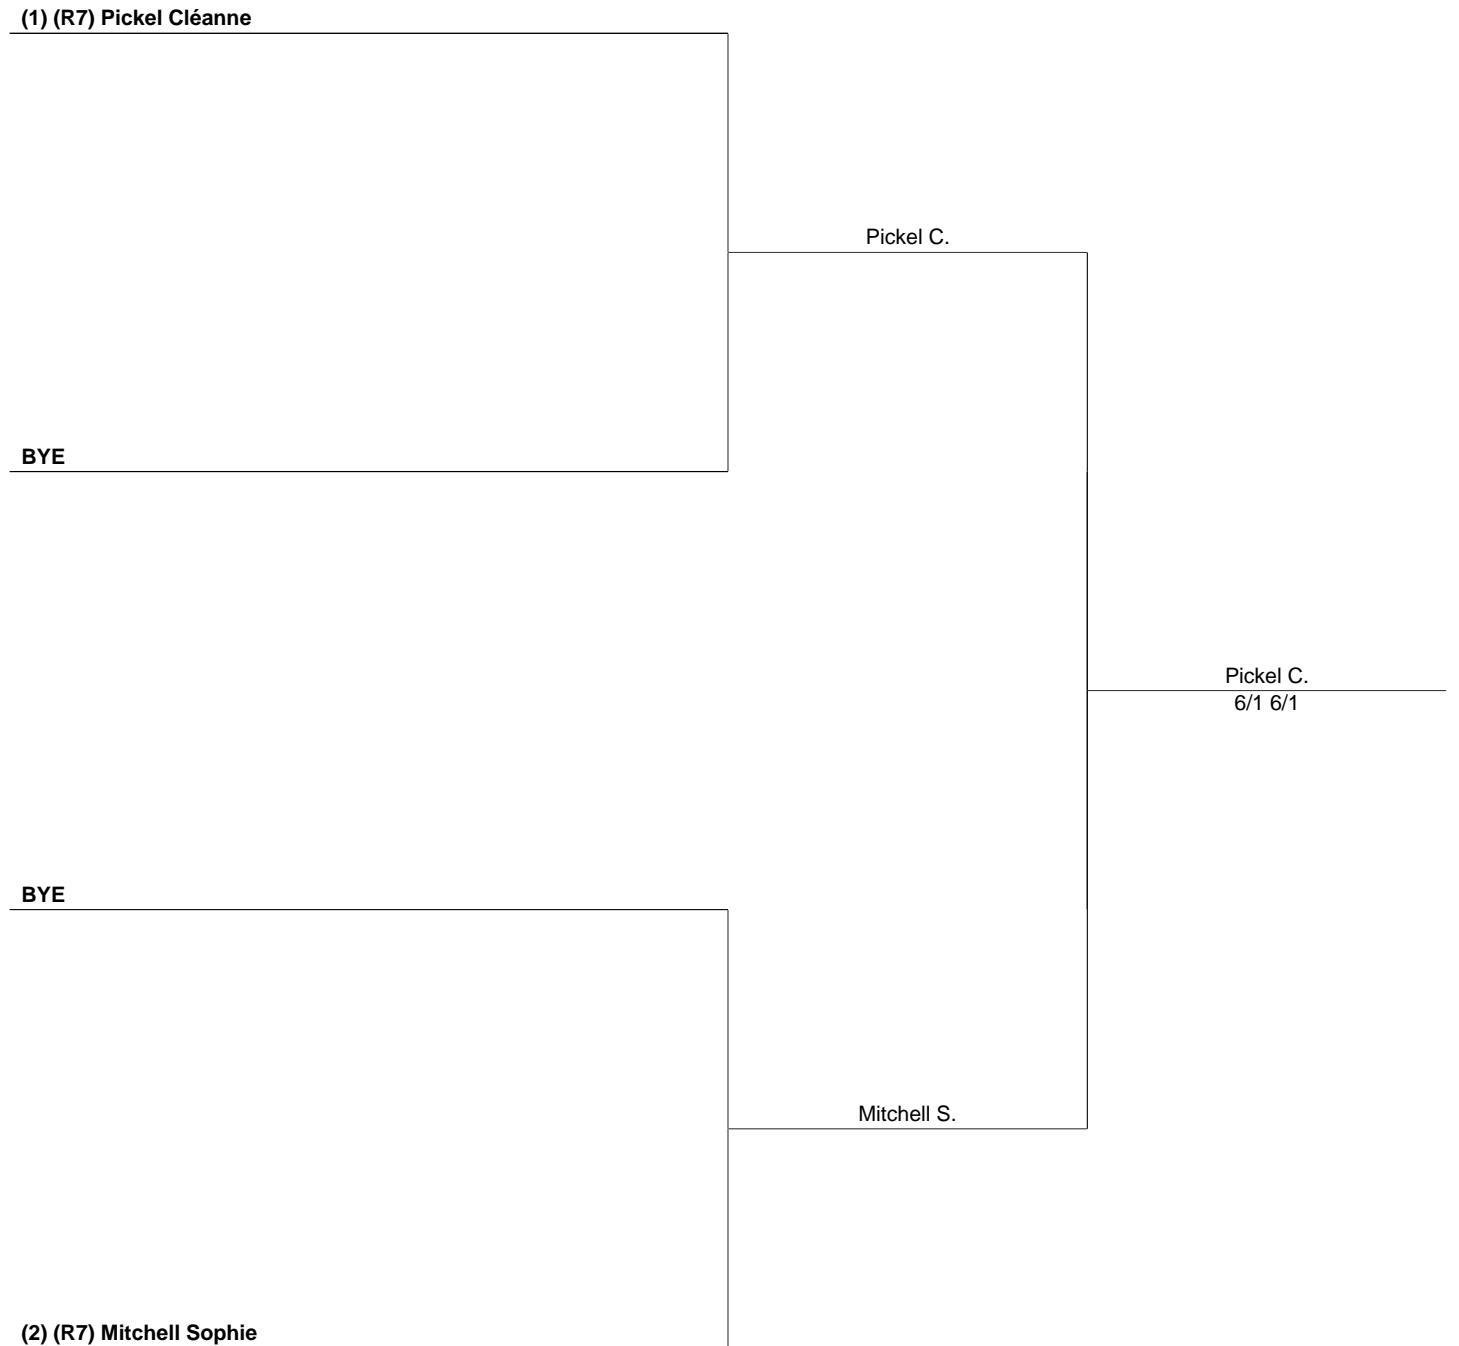 (1) (R7) Pickel Cléanne
Pickel C.
BYE
Pickel C.
6/1 6/1
BYE
Mitchell S.
(2) (R7) Mitchell Sophie